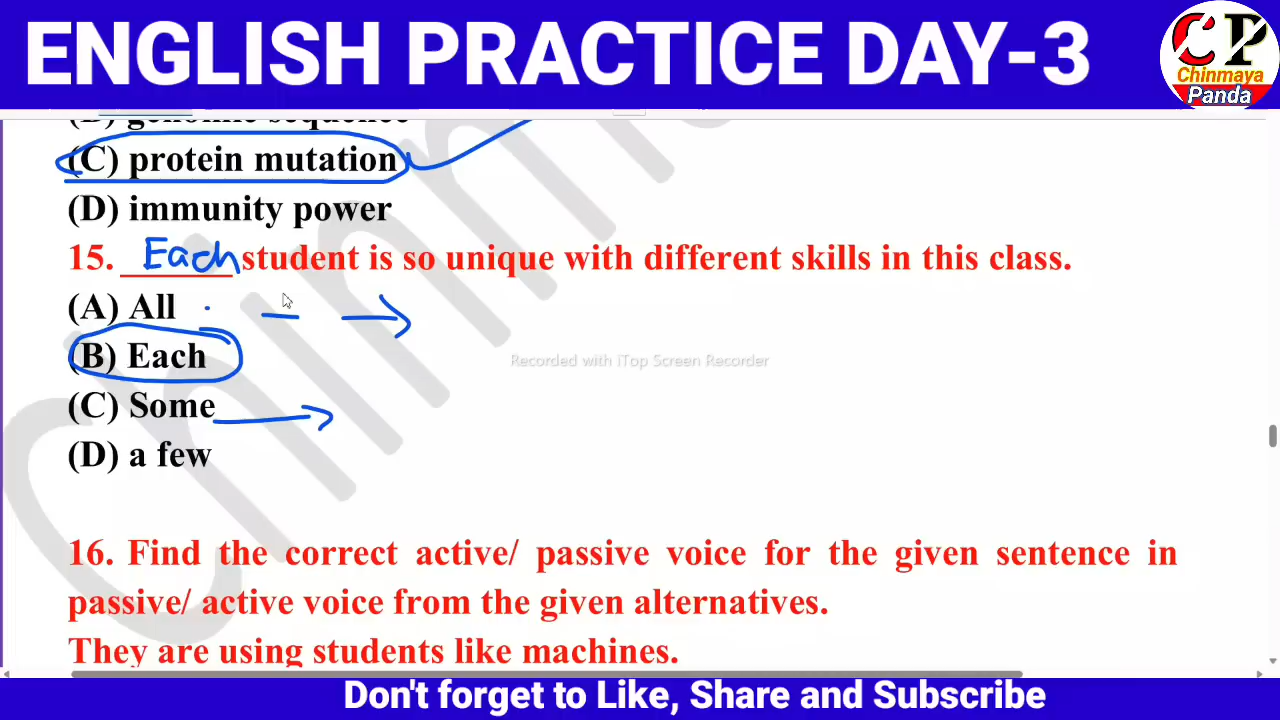 ENGLISH PRACTICE DAY-3
CP
Chinmaya
Panda
(B) genomic sequence
(C) protein mutation
(D) immunity power
15. Each student is so unique with different skills in this class.
(A) All
(B) Each
Recorded with iTop Screen Recorder
(C) Some
(D) a few
16. Find the correct active/ passive voice for the given sentence in
passive/ active voice from the given alternatives.
They are using students like machines.
Don't forget to Like, Share and Subscribe